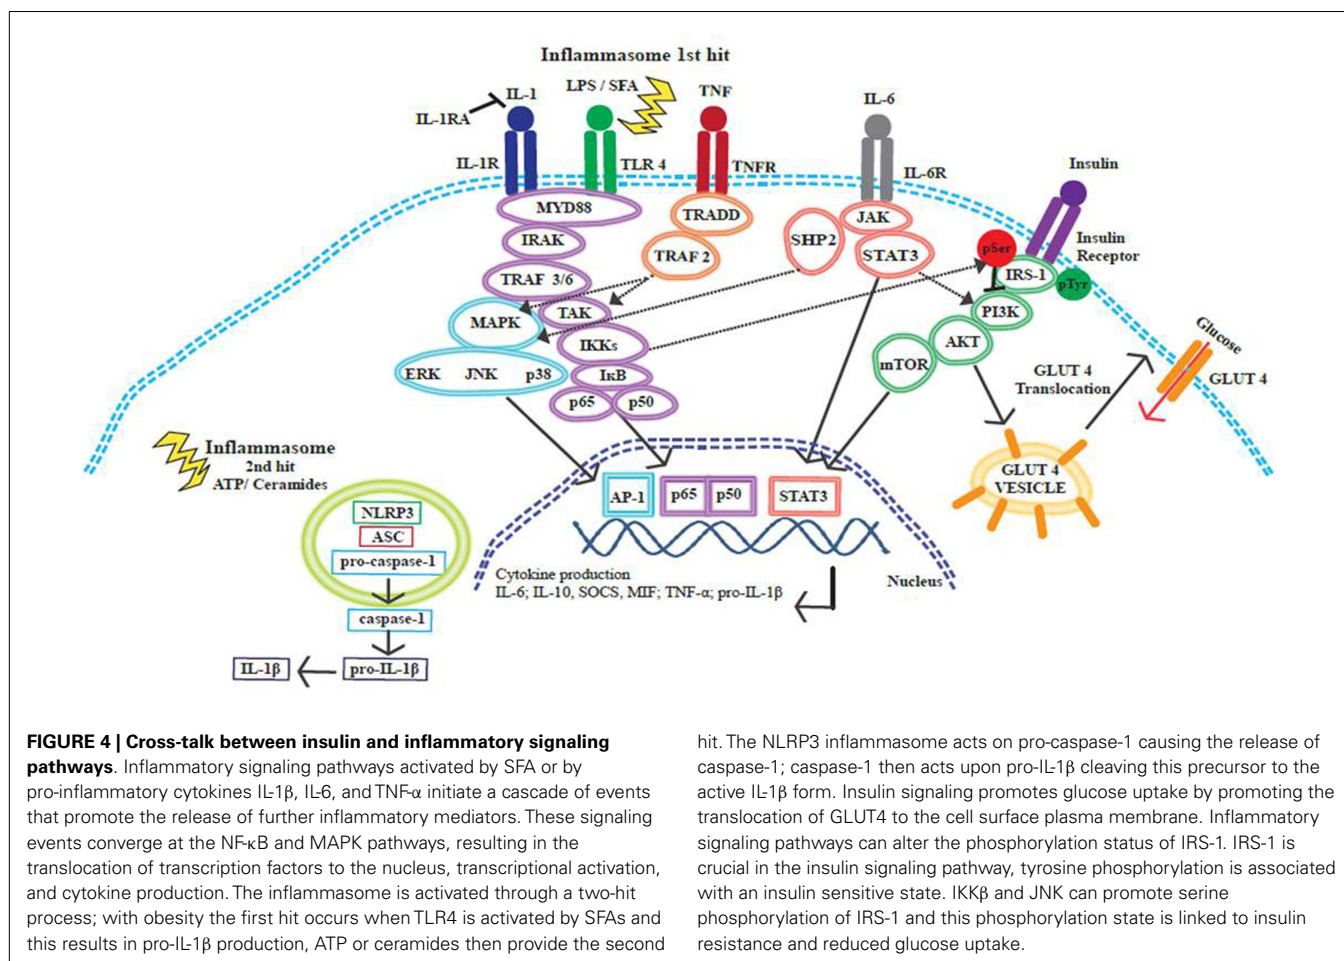 Inflammasome 1st hit
IL-1
LPS / SFA
TNF
IL-6
IL-1RA
IL-1R
TLR 4
TNFR
IL-6R
Insulin
MYD88
TRADD
JAK
IRAK
TRAF 2
SHP2
STAT3
pSer
Insulin
Receptor
IRS-1
pTyr
TRAF 3/6
MAPK
TAK
PI3K
IKKs
AKT
mTOR
Glucose
GLUT 4
GLUT 4
Translocation
ERK JNK p38
IκB
p65 p50
Inflammasome
2nd hit
ATP/ Ceramides
GLUT 4
VESICLE
AP-1 p65 p50 STAT3
NLRP3
ASC
pro-caspase-1
Cytokine production
IL-6; IL-10, SOCS, MIF; TNF-α; pro-IL-1β
Nucleus
caspase-1
IL-1β
pro-IL-1β
FIGURE 4 | Cross-talk between insulin and inflammatory signaling
pathways. Inflammatory signaling pathways activated by SFA or by
pro-inflammatory cytokines IL-1β, IL-6, and TNF-α initiate a cascade of events
that promote the release of further inflammatory mediators. These signaling
events converge at the NF-κB and MAPK pathways, resulting in the
translocation of transcription factors to the nucleus, transcriptional activation,
and cytokine production. The inflammasome is activated through a two-hit
process; with obesity the first hit occurs when TLR4 is activated by SFAs and
this results in pro-IL-1β production, ATP or ceramides then provide the second
hit. The NLRP3 inflammasome acts on pro-caspase-1 causing the release of
caspase-1; caspase-1 then acts upon pro-IL-1β cleaving this precursor to the
active IL-1β form. Insulin signaling promotes glucose uptake by promoting the
translocation of GLUT4 to the cell surface plasma membrane. Inflammatory
signaling pathways can alter the phosphorylation status of IRS-1. IRS-1 is
crucial in the insulin signaling pathway, tyrosine phosphorylation is associated
with an insulin sensitive state. IKKβ and JNK can promote serine
phosphorylation of IRS-1 and this phosphorylation state is linked to insulin
resistance and reduced glucose uptake.